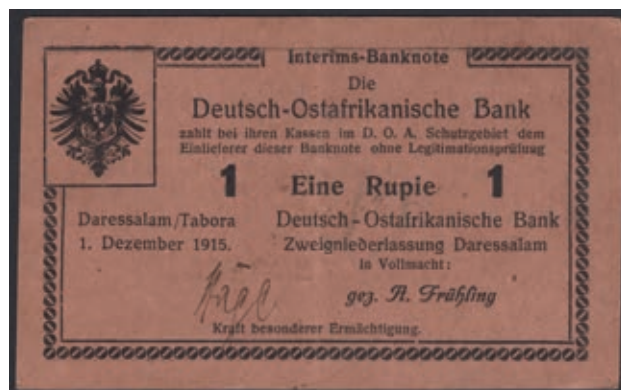 Interims-Banknote
Die
Deutsch-Ostafrikanische Bank
zahlt bei ihren Kassen im D. O. A. Schutzgebiet dem
Einlieferer dieser Banknote ohne Legitimationsprüfung
1 Eine Rupie 1
Daressalam/Tabora
1. Dezember 1915.
Deutsch-Ostafrikanische Bank
Zweigniederlassung Daressalam
In Vollmacht:
gez. A. Frühling
Kraft besonderer Ermächtigung.